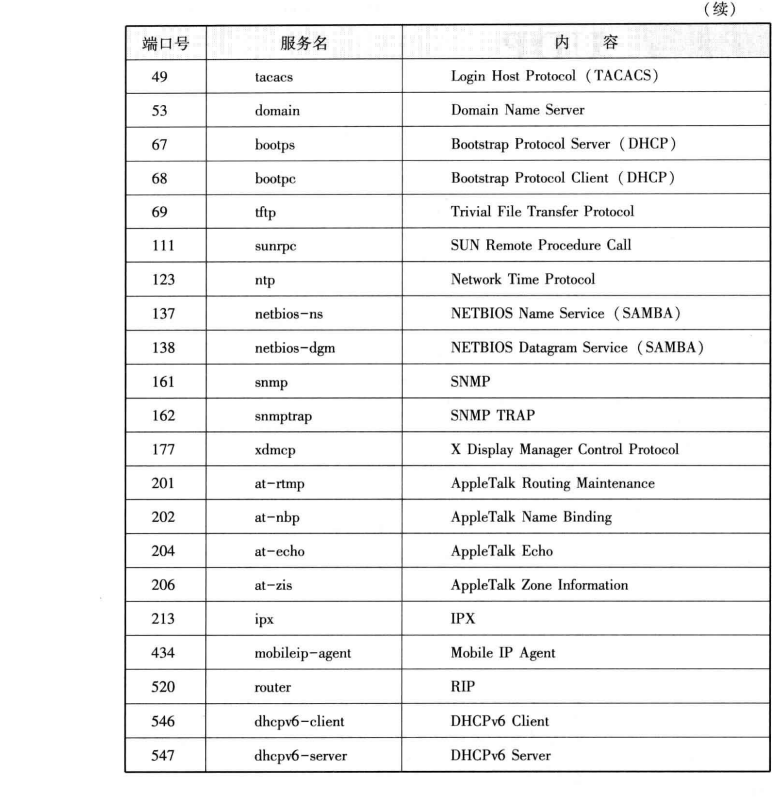 （续）
端口号 服务名 内 容
49 tacacs Login Host Protocol（TACACS）
53 domain Domain Name Server
67 bootps Bootstrap Protocol Server（DHCP）
68 bootpc Bootstrap Protocol Client（DHCP）
69 tftp Trivial File Transfer Protocol
111 sunrpc SUN Remote Procedure Call
123 ntp Network Time Protocol
137 netbios-ns NETBIOS Name Service（SAMBA）
138 netbios-dgm NETBIOS Datagram Service（SAMBA）
161 snmp SNMP
162 snmptrap SNMP TRAP
177 xdmcp X Display Manager Control Protocol
201 at-rtmp AppleTalk Routing Maintenance
202 at-nbp AppleTalk Name Binding
204 at-echo AppleTalk Echo
206 at-zis AppleTalk Zone Information
213 ipx IPX
434 mobileip-agent Mobile IP Agent
520 router RIP
546 dhcpv6-client DHCPv6 Client
547 dhcpv6-server DHCPv6 Server